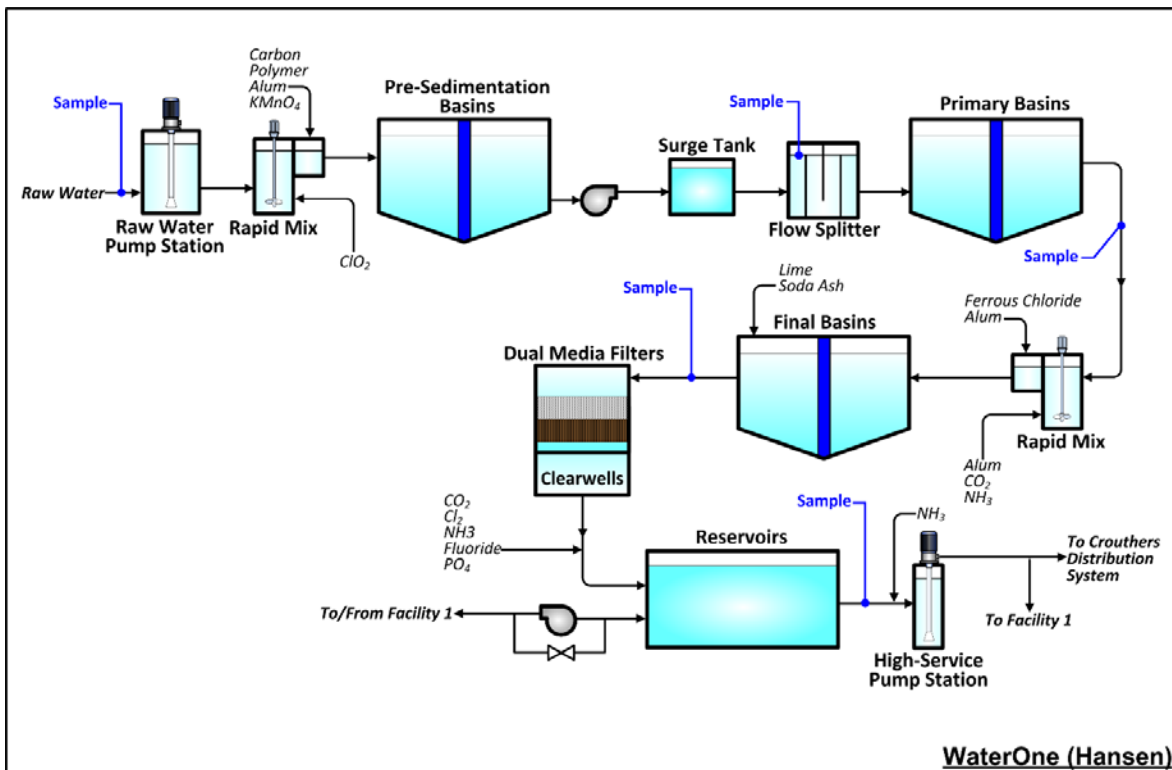 Carbon
Polymer
Alum
KMnO₄
Sample
Raw Water
Raw Water
Pump Station
Rapid Mix
ClO₂
Pre-Sedimentation
Basins
Surge Tank
Sample
Flow Splitter
Primary Basins
Sample
Ferrous Chloride
Alum
Rapid Mix
Alum
CO₂
NH₃
Lime
Soda Ash
Final Basins
Sample
Dual Media Filters
Clearwells
CO₂
Cl₂
NH3
Fluoride
PO₄
Reservoirs
To/From Facility 1
Sample
NH₃
High-Service
Pump Station
To Crouthers
Distribution
System
To Facility 1
WaterOne (Hansen)